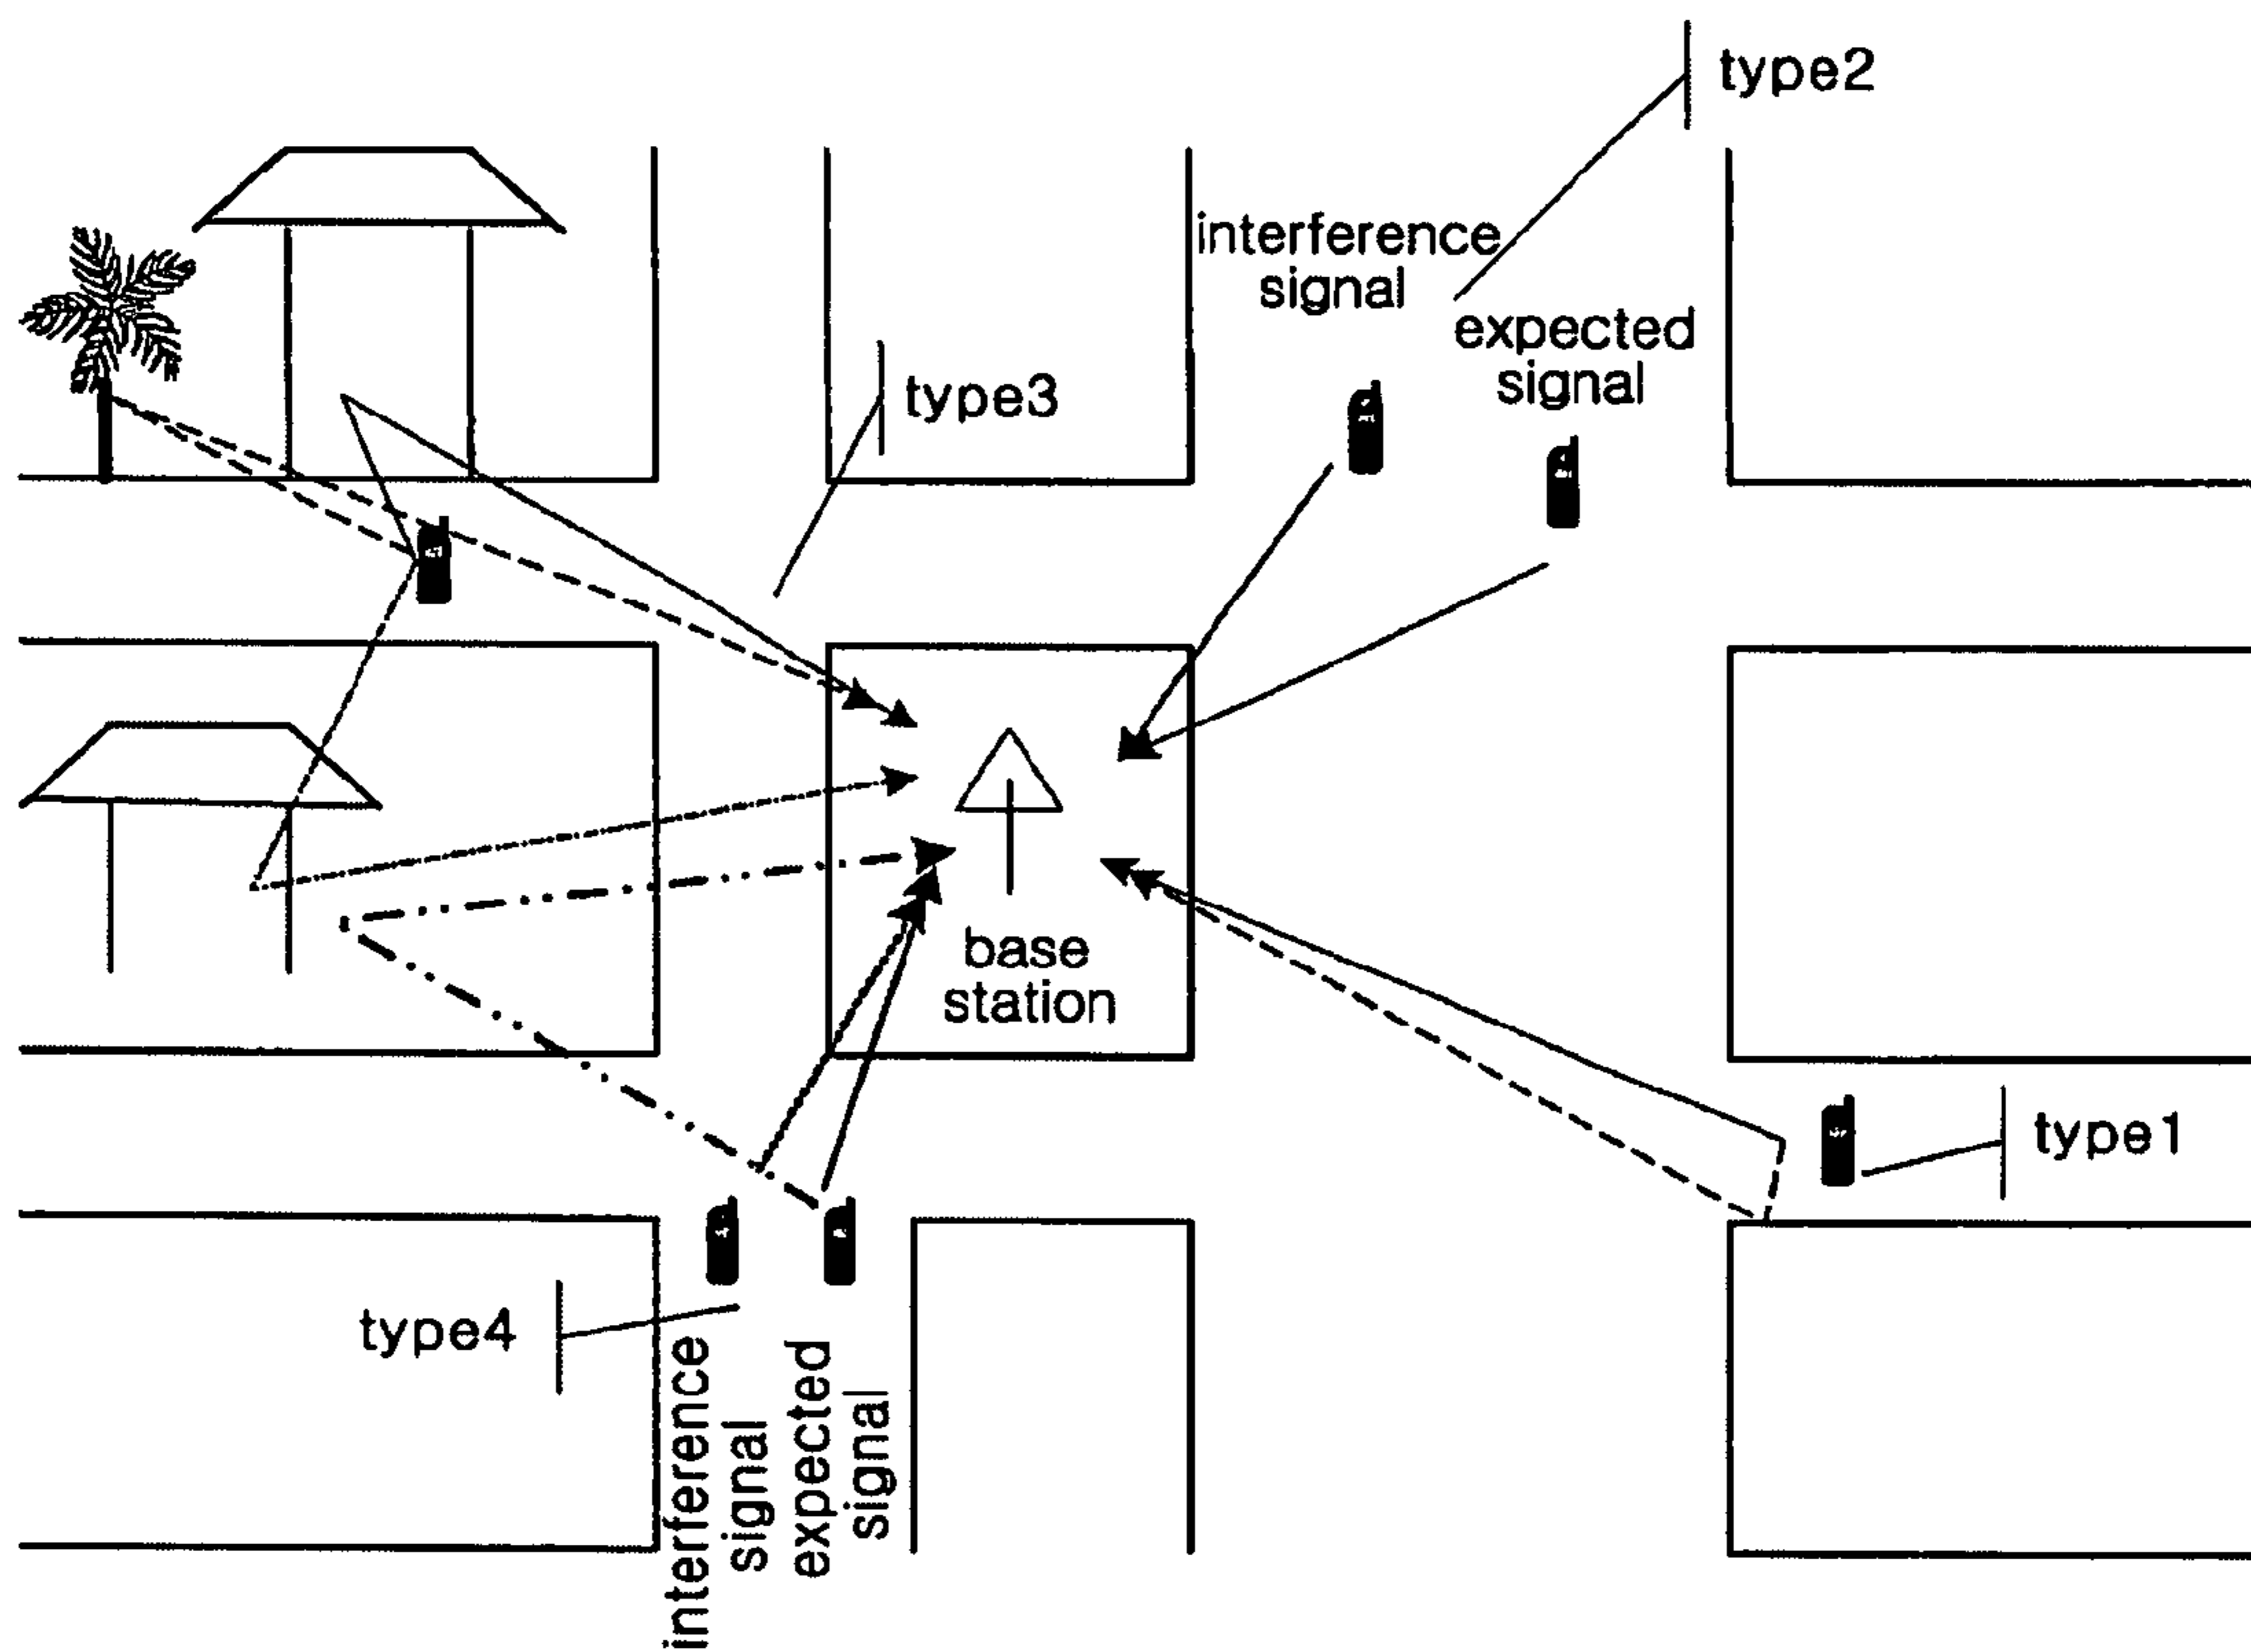 type2
interference
signal
expected
signal
type3
base
station
type1
type4
interference
signal
expected
signal